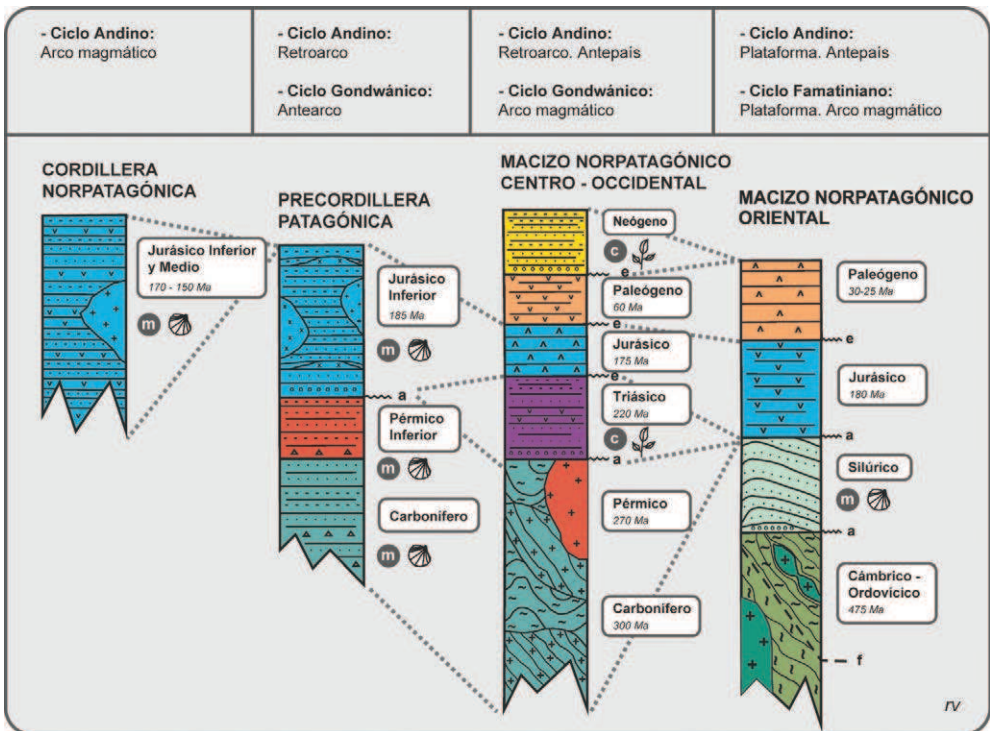 - Ciclo Andino:
Arco magmático
- Ciclo Andino:
Retroarco
- Ciclo Gondwánico:
Antearco
- Ciclo Andino:
Retroarco. Antepaís
- Ciclo Gondwánico:
Arco magmático
- Ciclo Andino:
Plataforma. Antepaís
- Ciclo Famatiniano:
Plataforma. Arco magmático
CORDILLERA
NORPATAGÓNICA
Jurásico Inferior
y Medio
170 - 150 Ma
m
PRECORDILLERA
PATAGÓNICA
Jurásico
Inferior
185 Ma
m
a
Pérmico
Inferior
m
Carbonífero
m
MACIZO NORPATAGÓNICO
CENTRO - OCCIDENTAL
Neógeno
c
e
Paleógeno
60 Ma
e
Jurásico
175 Ma
e
Triásico
220 Ma
c
a
Pérmico
270 Ma
Carbonífero
300 Ma
MACIZO NORPATAGÓNICO
ORIENTAL
Paleógeno
30-25 Ma
e
Jurásico
180 Ma
a
Silúrico
m
a
Cámbrico -
Ordovícico
475 Ma
f
rv